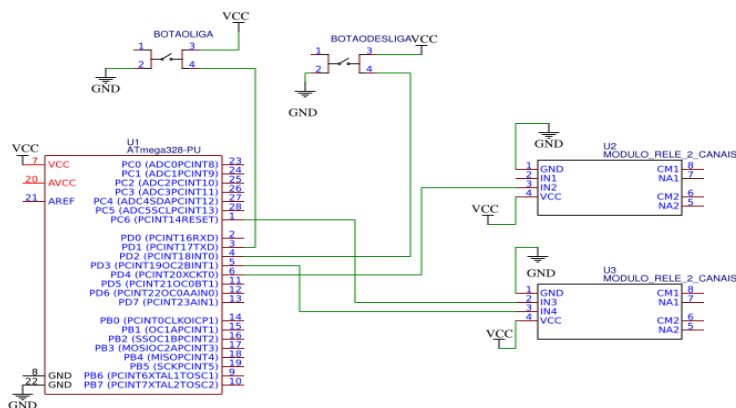 VCC
BOTAOLIGA
1
3
2
4
GND
BOTAODESLIGA
VCC
1
3
2
4
GND
U1
ATmega328-PU
VCC
7
VCC
20
AVCC
21
AREF
PC0 (ADC0PCINT8)
23
PC1 (ADC1PCINT9)
24
PC2 (ADC2PCINT10)
25
PC3 (ADC3PCINT11)
26
PC4 (ADC4SDAPCINT12)
27
PC5 (ADC5SCLPCINT13)
28
PC6 (PCINT14RESET)
1
PD0 (PCINT16RXD)
2
PD1 (PCINT17TXD)
3
PD2 (PCINT18INT0)
4
PD3 (PCINT19OC2BINT1)
5
PD4 (PCINT20XCKT0)
6
PD5 (PCINT21OC0BT1)
11
PD6 (PCINT22OC0AAIN0)
12
PD7 (PCINT23AIN1)
13
PB0 (PCINT0CLKOICP1)
14
PB1 (OC1APCINT1)
15
PB2 (SSOC1BPCINT2)
16
PB3 (MOSIOC2APCINT3)
17
PB4 (MISOPCINT4)
18
PB5 (SCKPCINT5)
19
PB6 (PCINT6XTAL1TOSC1)
9
PB7 (PCINT7XTAL2TOSC2)
10
8
GND
22
GND
GND
GND
U2
MODULO_RELE_2_CANAIS
1
GND
2
IN1
3
IN2
4
VCC
CM1
8
NA1
7
CM2
6
NA2
5
VCC
GND
U3
MODULO_RELE_2_CANAIS
1
GND
2
IN3
3
IN4
4
VCC
CM1
8
NA1
7
CM2
6
NA2
5
VCC